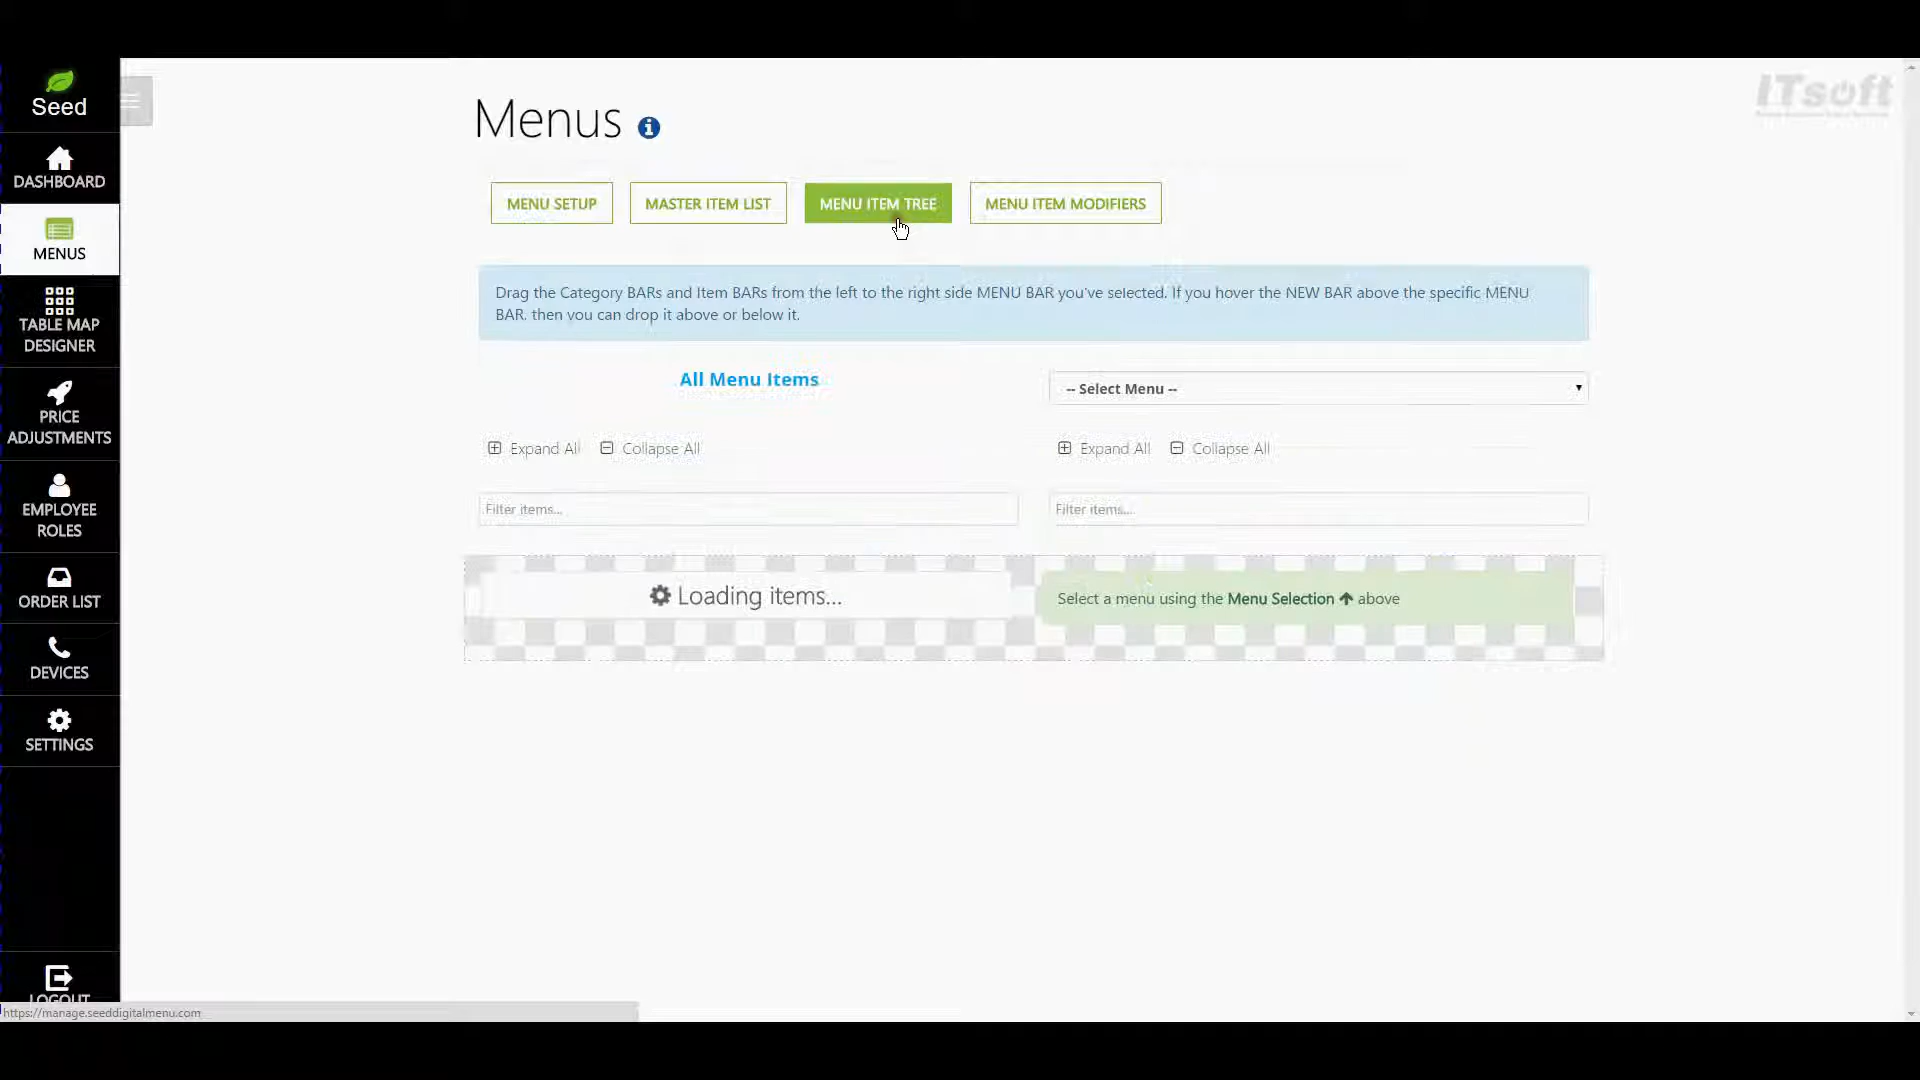 Seed
DASHBOARD
MENUS
TABLE MAP
DESIGNER
PRICE
ADJUSTMENTS
EMPLOYEE
ROLES
ORDER LIST
DEVICES
SETTINGS
LOGOUT
https://manage.seeddigitalmenu.com
ITsoft
Menus
MENU SETUP
MASTER ITEM LIST
MENU ITEM TREE
MENU ITEM MODIFIERS
Drag the Category BARs and Item BARs from the left to the right side MENU BAR you've selected. If you hover the NEW BAR above the specific MENU
BAR. then you can drop it above or below it.
All Menu Items
-- Select Menu --
Expand All Collapse All
Expand All Collapse All
Filter items...
Filter items...
Loading items...
Select a menu using the Menu Selection above